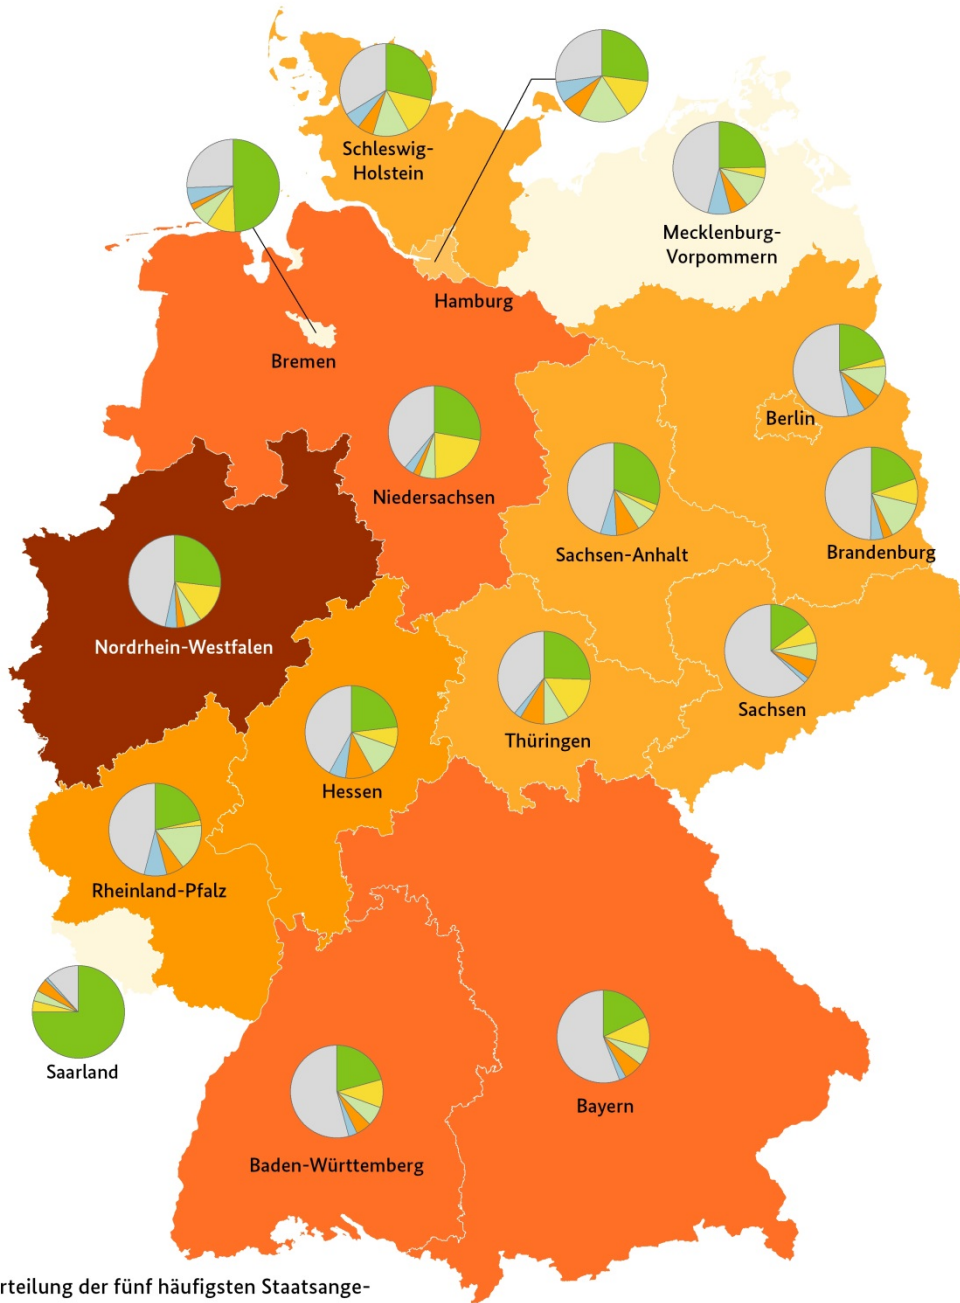 Schleswig-
Holstein
Mecklenburg-
Vorpommern
Hamburg
Bremen
Berlin
Niedersachsen
Sachsen-Anhalt
Brandenburg
Nordrhein-Westfalen
Sachsen
Thüringen
Hessen
Rheinland-Pfalz
Saarland
Bayern
Baden-Württemberg
rteilung der fünf häufigsten Staatsange-